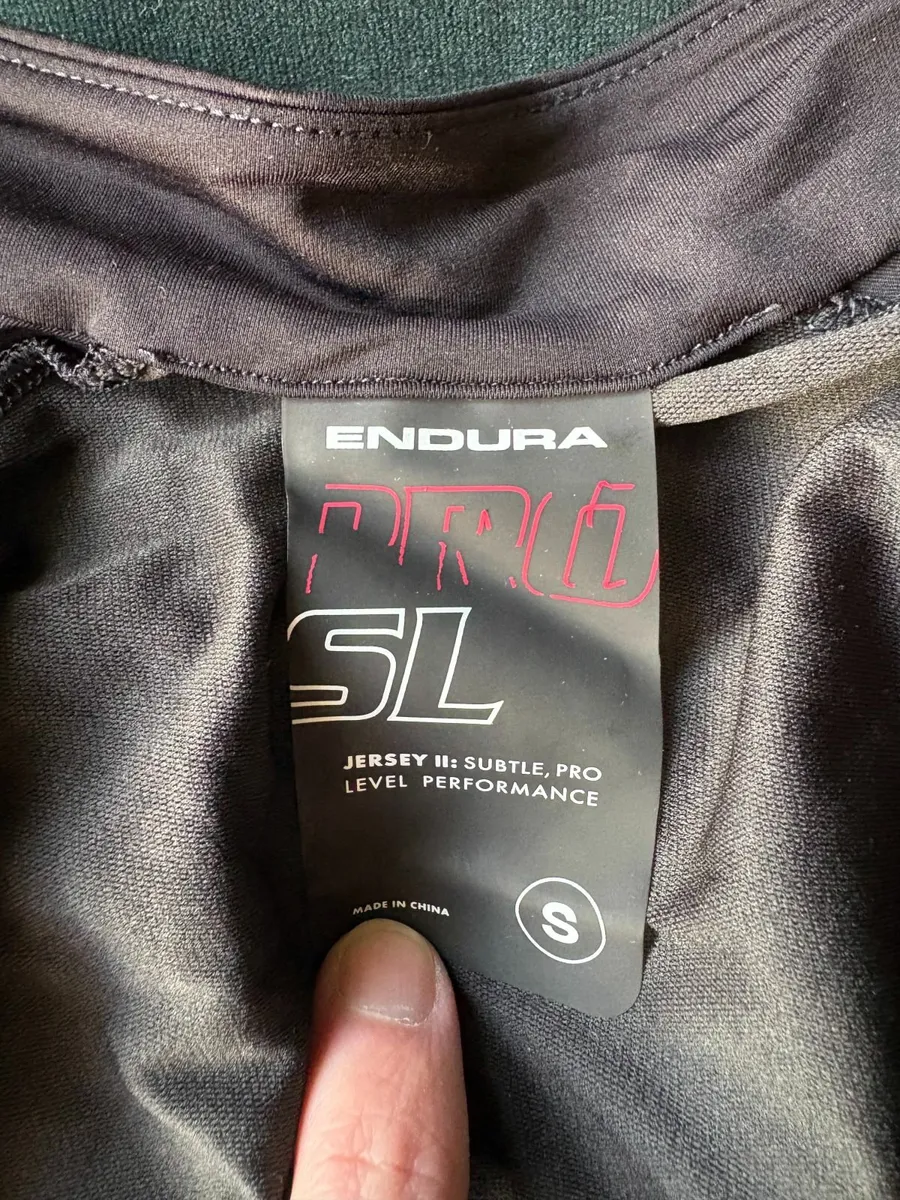 ENDURA
PRO
SL
JERSEY II: SUBTLE, PRO
LEVEL PERFORMANCE
MADE IN CHINA
S